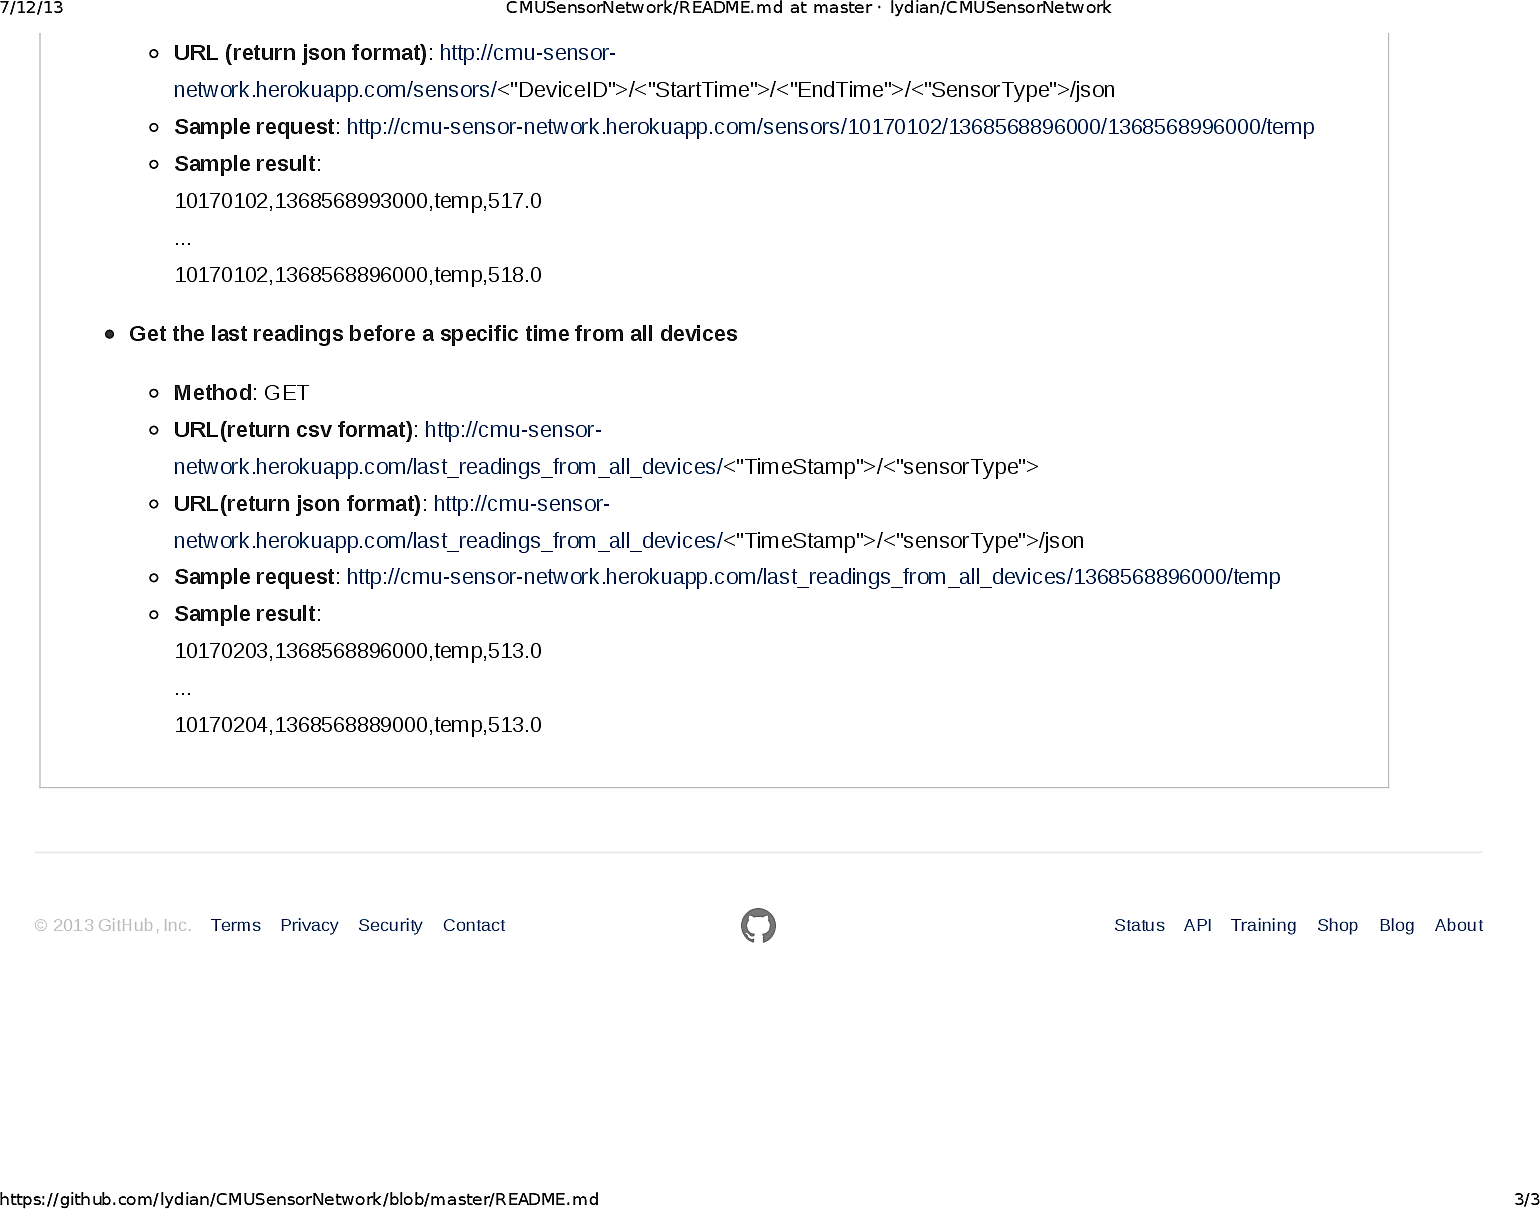 7/12/13 CMUSensorNetwork/README.md at master · lydian/CMUSensorNetwork
URL (return json format): http://cmu-sensor-
network.herokuapp.com/sensors/<"DeviceID">/<"StartTime">/<"EndTime">/<"SensorType">/json
Sample request: http://cmu-sensor-network.herokuapp.com/sensors/10170102/1368568896000/1368568996000/temp
Sample result:
10170102,1368568993000,temp,517.0
...
10170102,1368568896000,temp,518.0
Get the last readings before a specific time from all devices
Method: GET
URL(return csv format): http://cmu-sensor-
network.herokuapp.com/last_readings_from_all_devices/<"TimeStamp">/<"sensorType">
URL(return json format): http://cmu-sensor-
network.herokuapp.com/last_readings_from_all_devices/<"TimeStamp">/<"sensorType">/json
Sample request: http://cmu-sensor-network.herokuapp.com/last_readings_from_all_devices/1368568896000/temp
Sample result:
10170203,1368568896000,temp,513.0
...
10170204,1368568889000,temp,513.0
© 2013 GitHub, Inc. Terms Privacy Security Contact Status API Training Shop Blog About
https://github.com/lydian/CMUSensorNetwork/blob/master/README.md 3/3